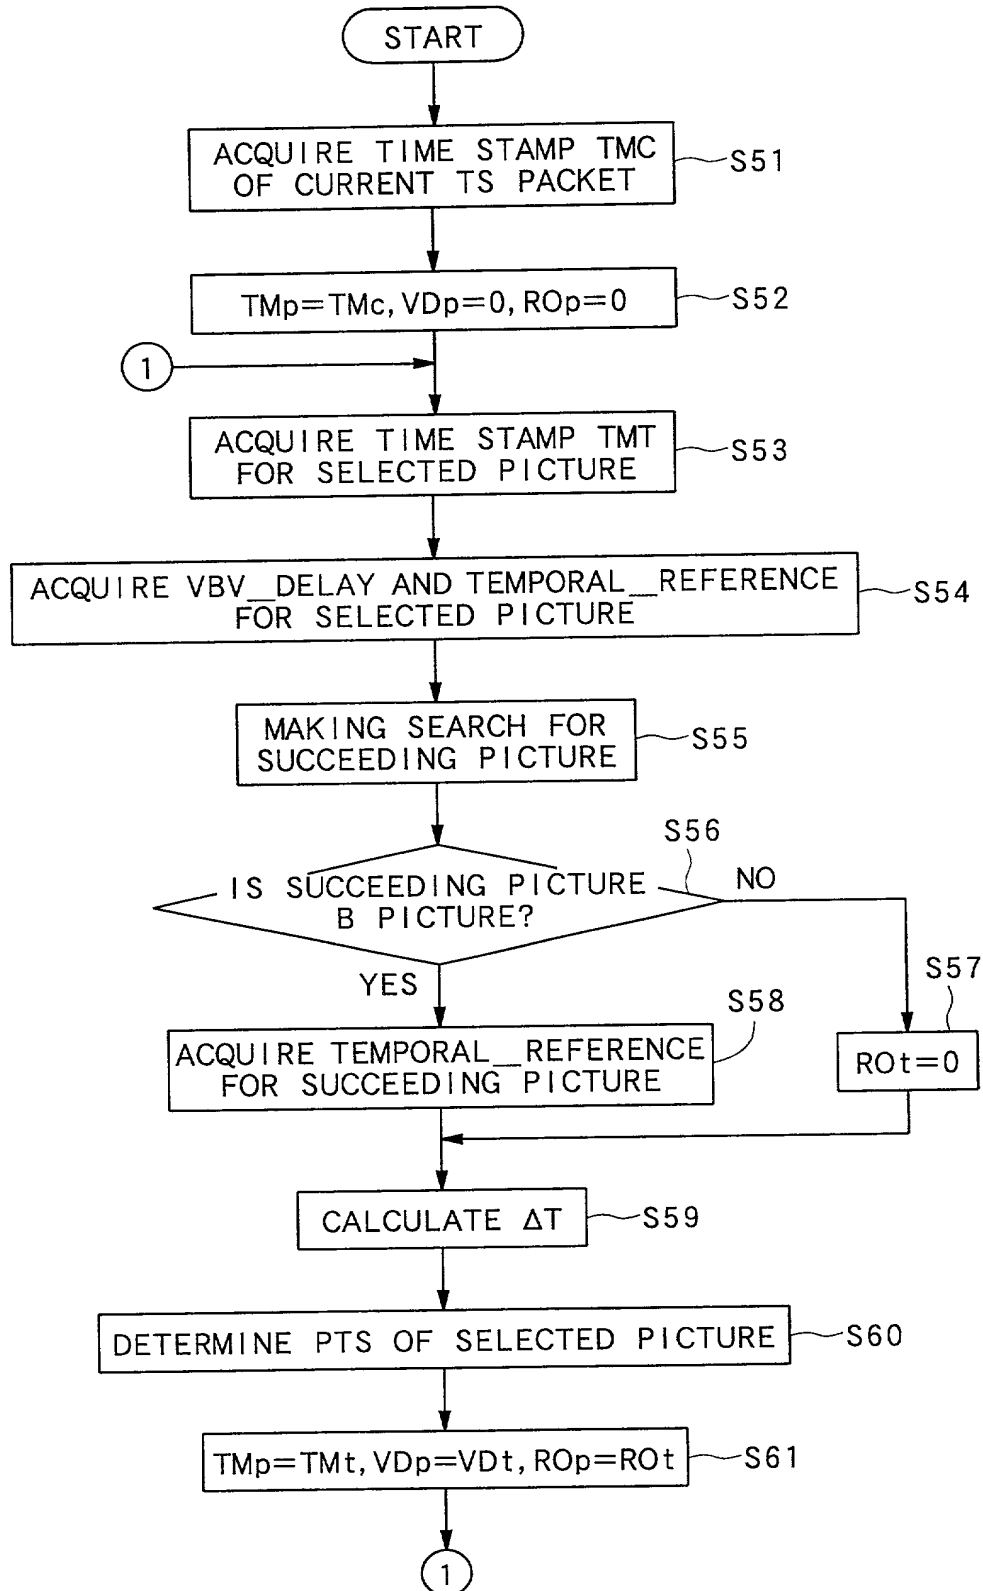 START
ACQUIRE TIME STAMP TMC
OF CURRENT TS PACKET
S51
TMp=TMc, VDp=0, ROp=0
S52
1
ACQUIRE TIME STAMP TMT
FOR SELECTED PICTURE
S53
ACQUIRE VBV_DELAY AND TEMPORAL_REFERENCE
FOR SELECTED PICTURE
S54
MAKING SEARCH FOR
SUCCEEDING PICTURE
S55
S56
IS SUCCEEDING PICTURE
B PICTURE?
NO
YES
S57
ROt=0
S58
ACQUIRE TEMPORAL_REFERENCE
FOR SUCCEEDING PICTURE
CALCULATE ΔT
S59
DETERMINE PTS OF SELECTED PICTURE
S60
TMp=TMt, VDp=VDt, ROp=ROt
S61
1